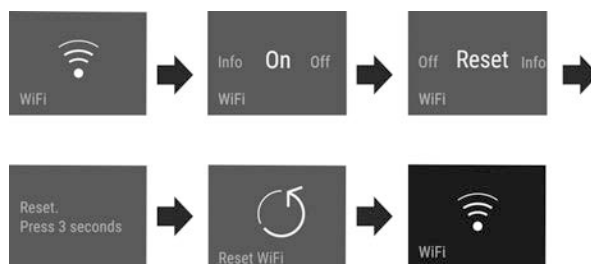 WiFi
Info On Off
WiFi
Off Reset Info
WiFi
Reset.
Press 3 seconds
Reset WiFi
WiFi